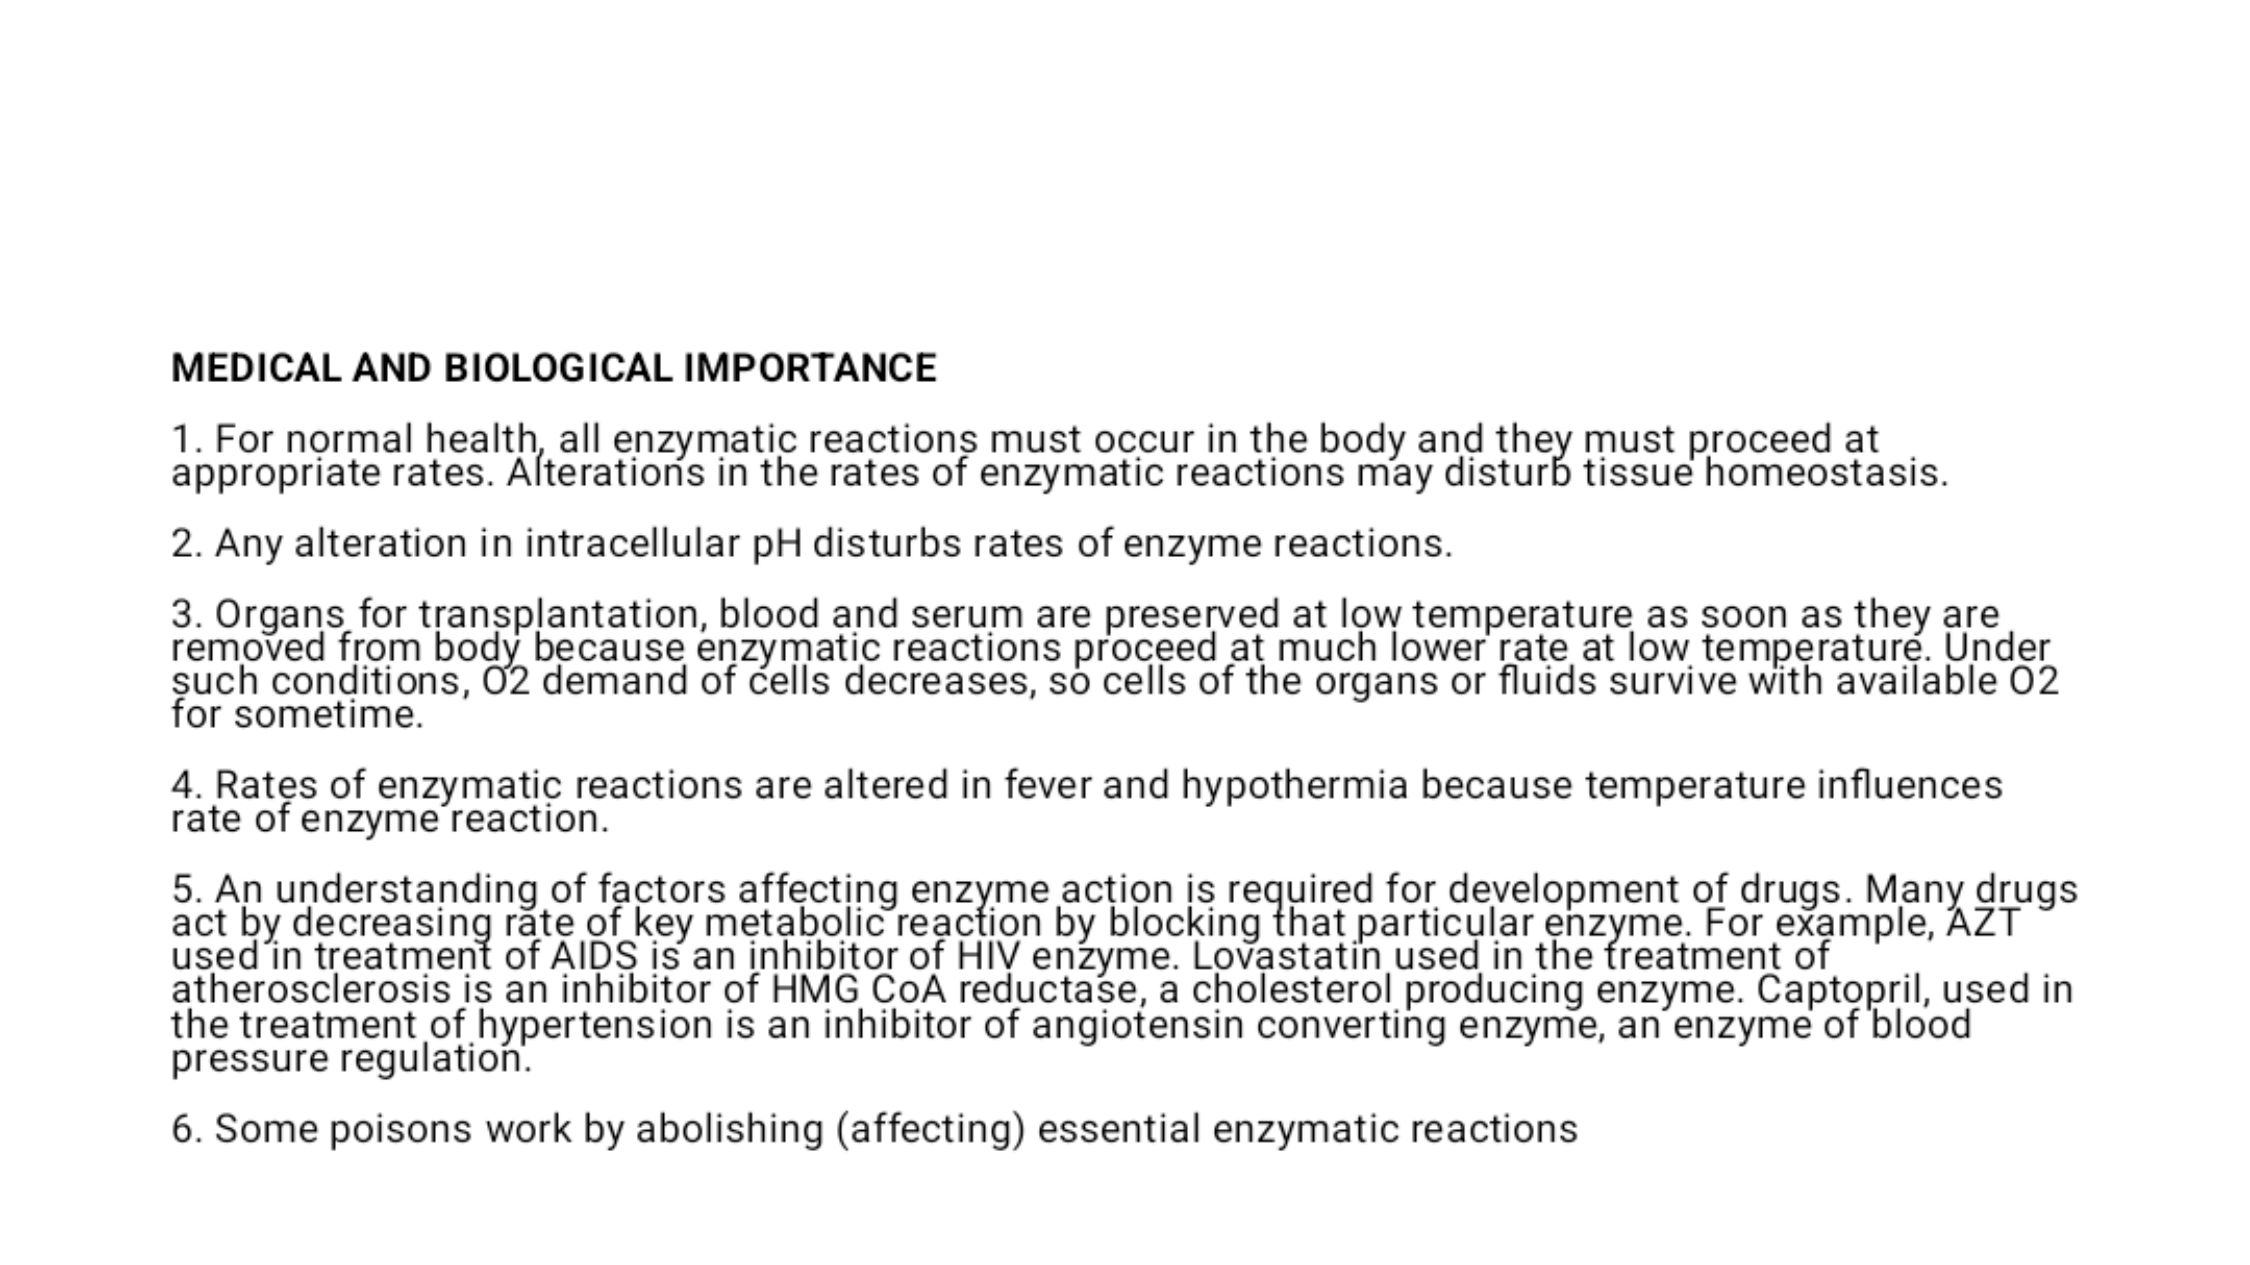 MEDICAL AND BIOLOGICAL IMPORTANCE
1. For normal health, all enzymatic reactions must occur in the body and they must proceed at
appropriate rates. Alterations in the rates of enzymatic reactions may disturb tissue homeostasis.
2. Any alteration in intracellular pH disturbs rates of enzyme reactions.
3. Organs for transplantation, blood and serum are preserved at low temperature as soon as they are
removed from body because enzymatic reactions proceed at much lower rate at low temperature. Under
such conditions, O2 demand of cells decreases, so cells of the organs or fluids survive with available O2
for sometime.
4. Rates of enzymatic reactions are altered in fever and hypothermia because temperature influences
rate of enzyme reaction.
5. An understanding of factors affecting enzyme action is required for development of drugs. Many drugs
act by decreasing rate of key metabolic reaction by blocking that particular enzyme. For example, AZT
used in treatment of AIDS is an inhibitor of HIV enzyme. Lovastatin used in the treatment of
atherosclerosis is an inhibitor of HMG CoA reductase, a cholesterol producing enzyme. Captopril, used in
the treatment of hypertension is an inhibitor of angiotensin converting enzyme, an enzyme of blood
pressure regulation.
6. Some poisons work by abolishing (affecting) essential enzymatic reactions